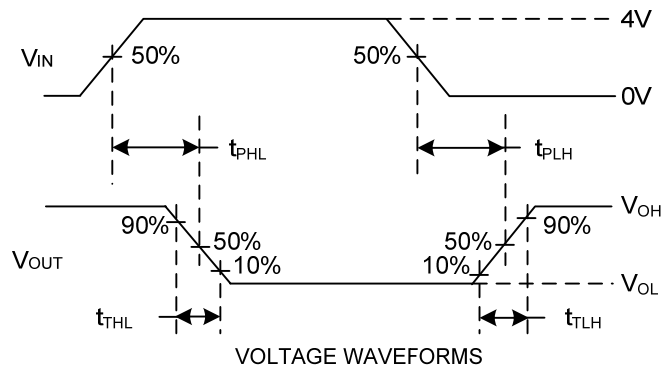 4V
VIN
50%
50%
0V
tPHL
tPLH
VOH
90%
50%
50%
90%
VOUT
10%
10%
VOL
tTHL
tTLH
VOLTAGE WAVEFORMS